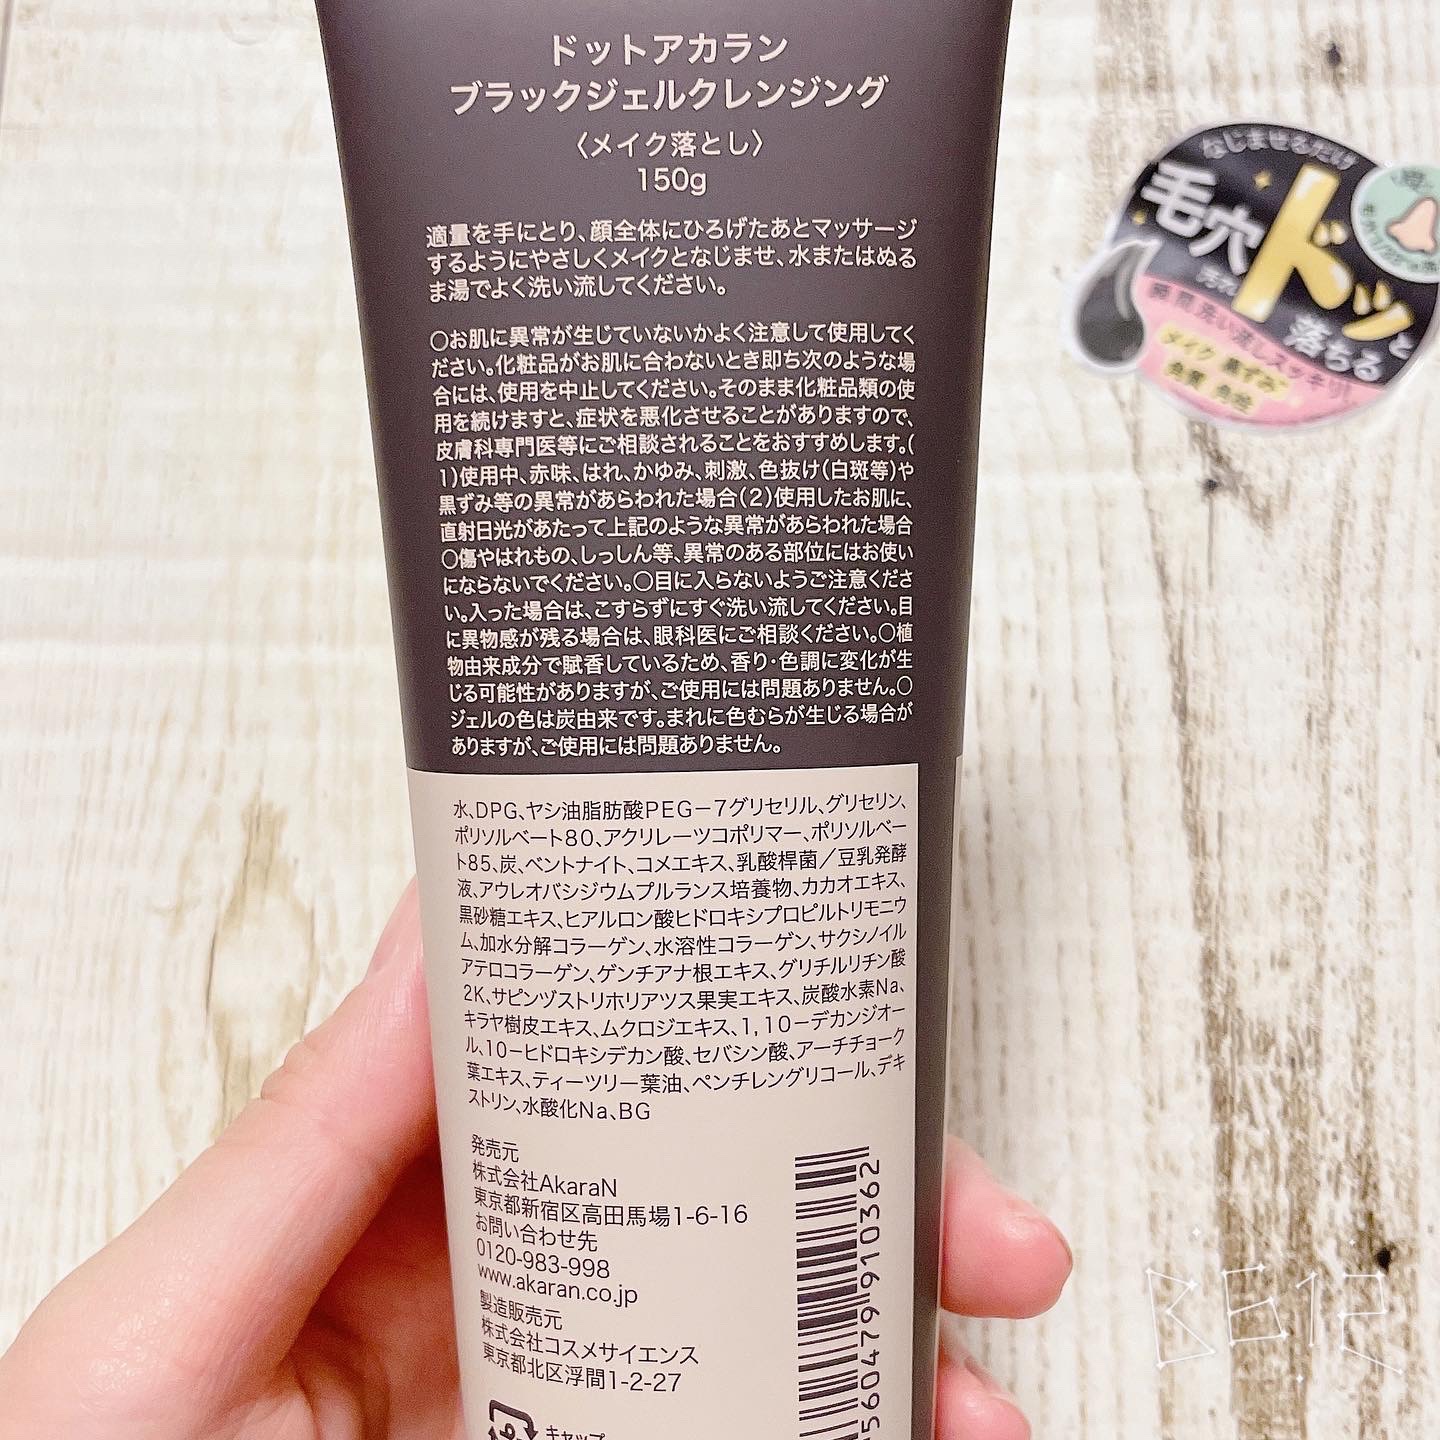 ドットアカラン
ブラックジェルクレンジング
〈メイク落とし〉
150g
適量を手にとり、顔全体にひろげたあとマッサージ
するようにやさしくメイクとなじませ、水またはぬる
ま湯でよく洗い流してください。
○お肌に異常が生じていないかよく注意して使用してく
ださい。化粧品がお肌に合わないとき即ち次のような場
合には、使用を中止してください。そのまま化粧品類の使
用を続けますと、症状を悪化させることがありますので、
皮膚科専門医等にご相談されることをおすすめします。(
1)使用中、赤味、はれ、かゆみ、刺激、色抜け(白斑等)や
黒ずみ等の異常があらわれた場合(2)使用したお肌に、
直射日光があたって上記のような異常があらわれた場合
○傷やはれもの、しっしん等、異常のある部位にはお使い
にならないでください。○目に入らないようご注意くださ
い。入った場合は、こすらずにすぐ洗い流してください。目
に異物感が残る場合は、眼科医にご相談ください。○植
物由来成分で賦香しているため、香り・色調に変化が生
じる可能性がありますが、ご使用には問題ありません。○
ジェルの色は炭由来です。まれに色むらが生じる場合が
ありますが、ご使用には問題ありません。
水、DPG、ヤシ油脂肪酸PEG－7グリセリル、グリセリン、
ポリソルベート80、アクリレーツコポリマー、ポリソルベー
ト85、炭、ベントナイト、コメエキス、乳酸桿菌／豆乳発酵
液、アウレオバシジウムプルランス培養物、カカオエキス、
黒砂糖エキス、ヒアルロン酸ヒドロキシプロピルトリモニウ
ム、加水分解コラーゲン、水溶性コラーゲン、サクシノイル
アテロコラーゲン、ゲンチアナ根エキス、グリチルリチン酸
2K、サピンヅストリホリアツス果実エキス、炭酸水素Na、
キラヤ樹皮エキス、ムクロジエキス、1,10－デカンジオー
ル、10－ヒドロキシデカン酸、セバシン酸、アーチチョーク
葉エキス、ティーツリー葉油、ペンチレングリコール、デキ
ストリン、水酸化Na、BG
発売元
株式会社AkaraN
東京都新宿区高田馬場1-6-16
お問い合わせ先
0120-983-998
www.akaran.co.jp
製造販売元
株式会社コスメサイエンス
東京都北区浮間1-2-27
キャップ
560479 910362
なじませるだけ
毛穴
汚れ
ドッと
落ちる
瞬間洗い流しスッキリ!
メイク 黒ずみ
角質 角栓
B612